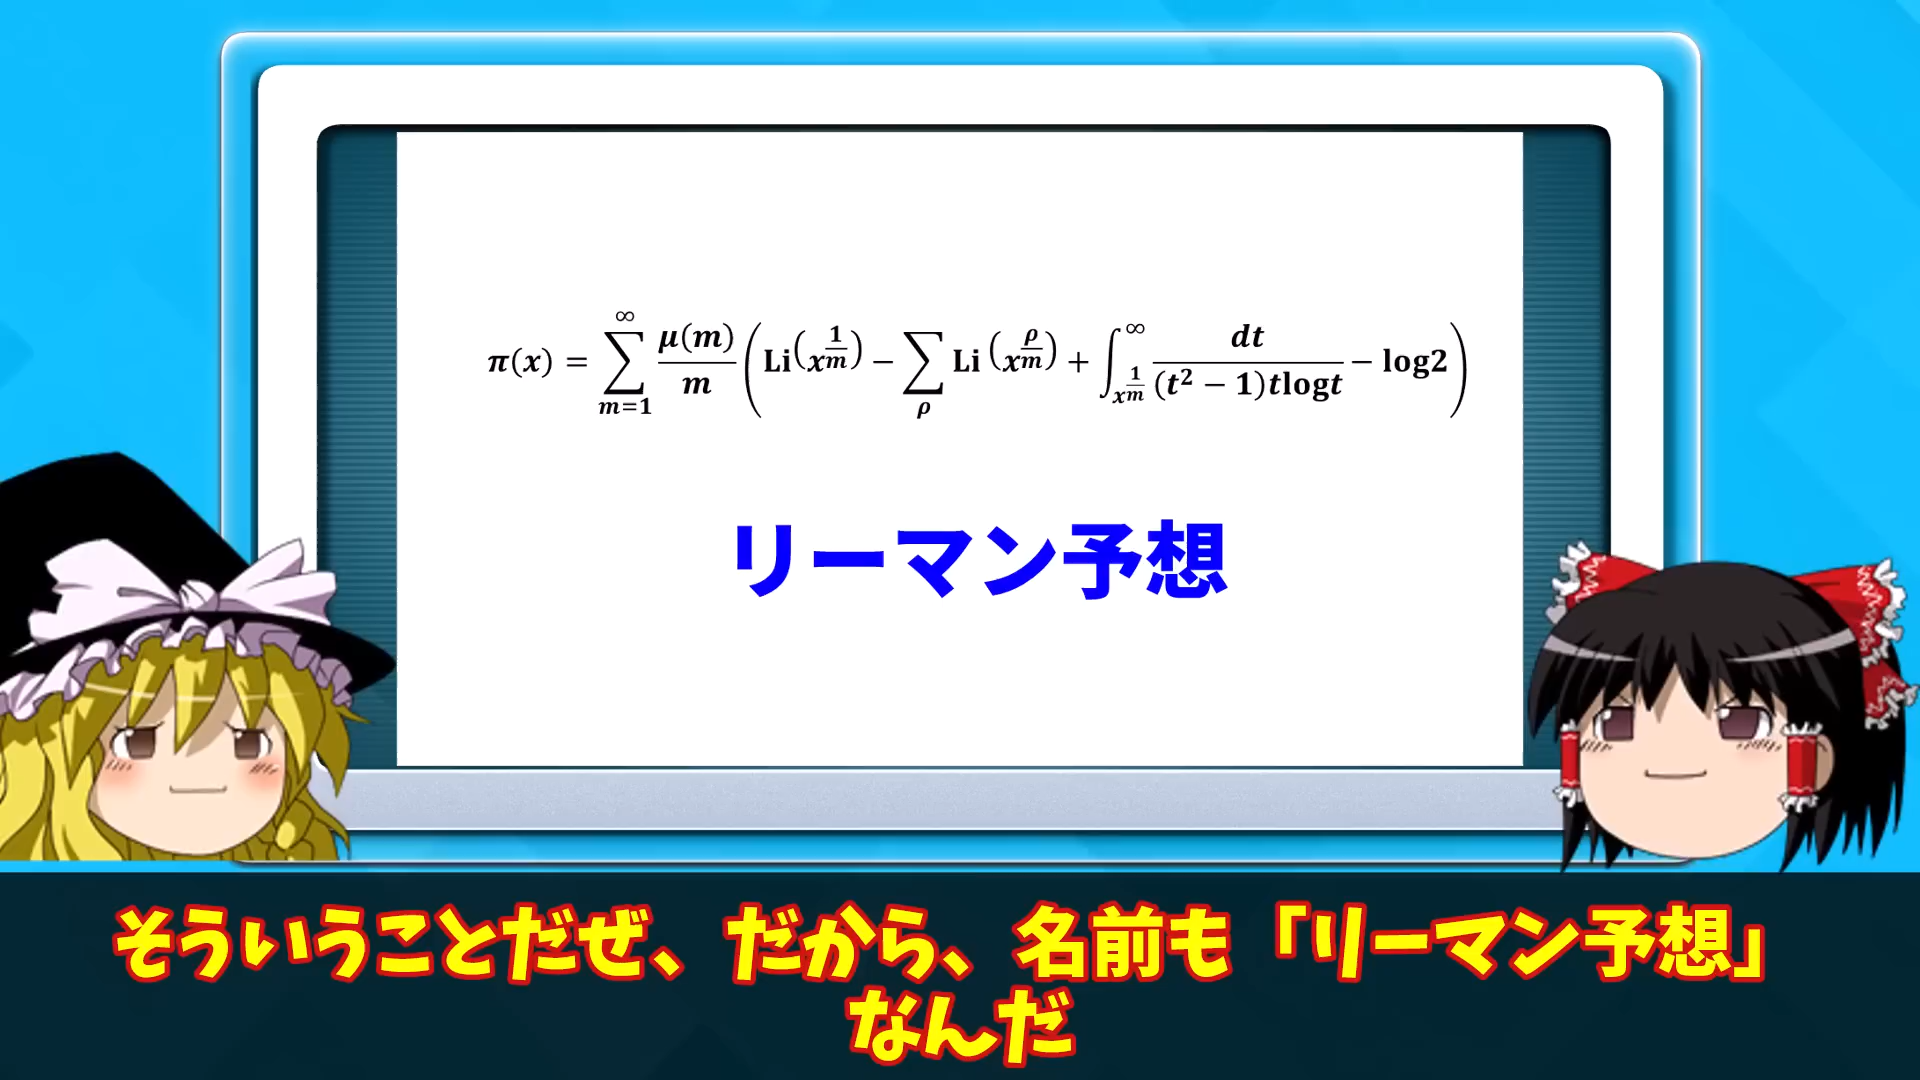 π(x) = ∑_{m=1}^{∞} μ(m)/m ( Li(x^{1/m}) − ∑_{ρ} Li(x^{ρ/m}) + ∫_{x^{1/m}}^{∞} dt/((t² − 1)tlogt) − log2 )
リーマン予想
そういうことだぜ、だから、名前も「リーマン予想」
なんだ